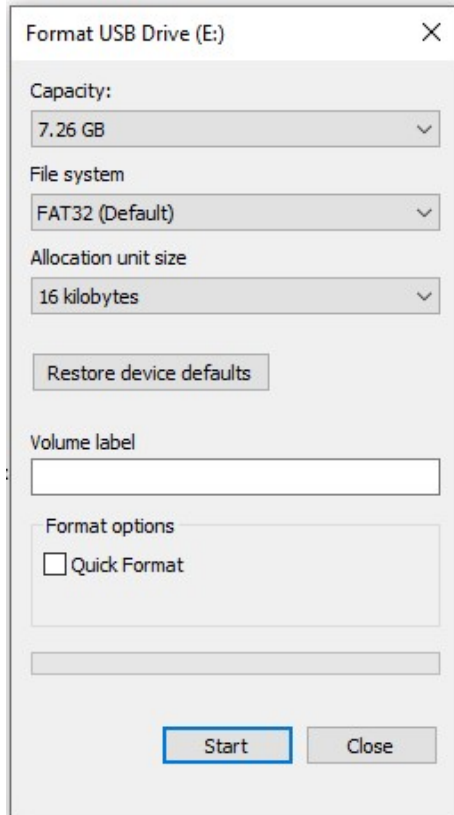 Format USB Drive (E:)
Capacity:
7.26 GB
File system
FAT32 (Default)
Allocation unit size
16 kilobytes
Restore device defaults
Volume label
Format options
Quick Format
Start Close